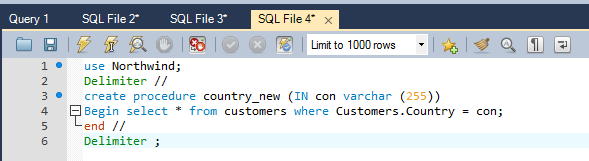 Query 1 SQL File 2* SQL File 3* SQL File 4* ×
Limit to 1000 rows
1 use Northwind;
2 Delimiter //
3 create procedure country_new (IN con varchar (255))
4 Begin select * from customers where Customers.Country = con;
5 end //
6 Delimiter ;